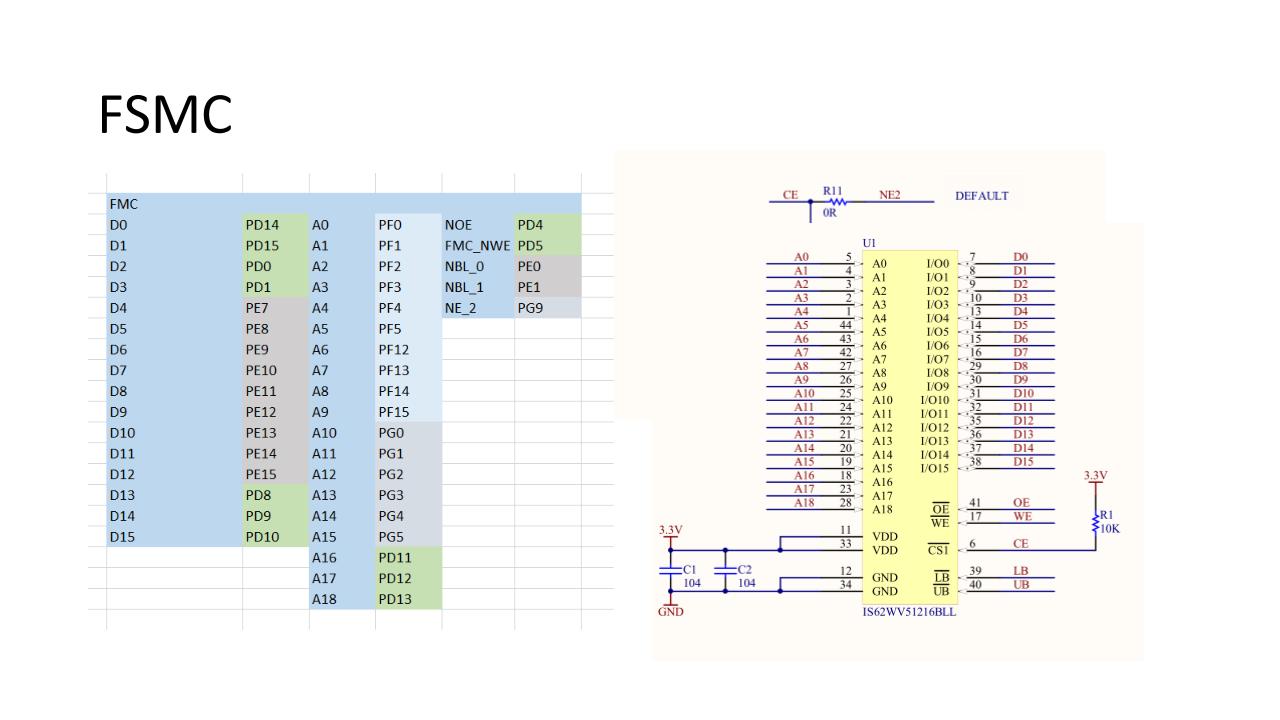 FSMC
FMC
D0 PD14 A0 PF0 NOE PD4
D1 PD15 A1 PF1 FMC_NWE PD5
D2 PD0 A2 PF2 NBL_0 PE0
D3 PD1 A3 PF3 NBL_1 PE1
D4 PE7 A4 PF4 NE_2 PG9
D5 PE8 A5 PF5
D6 PE9 A6 PF12
D7 PE10 A7 PF13
D8 PE11 A8 PF14
D9 PE12 A9 PF15
D10 PE13 A10 PG0
D11 PE14 A11 PG1
D12 PE15 A12 PG2
D13 PD8 A13 PG3
D14 PD9 A14 PG4
D15 PD10 A15 PG5
A16 PD11
A17 PD12
A18 PD13
CE R11 NE2 DEFAULT
0R
U1
A0 5 A0 I/O0 7 D0
A1 4 A1 I/O1 8 D1
A2 3 A2 I/O2 9 D2
A3 2 A3 I/O3 10 D3
A4 1 A4 I/O4 13 D4
A5 44 A5 I/O5 14 D5
A6 43 A6 I/O6 15 D6
A7 42 A7 I/O7 16 D7
A8 27 A8 I/O8 29 D8
A9 26 A9 I/O9 30 D9
A10 25 A10 I/O10 31 D10
A11 24 A11 I/O11 32 D11
A12 22 A12 I/O12 35 D12
A13 21 A13 I/O13 36 D13
A14 20 A14 I/O14 37 D14
A15 19 A15 I/O15 38 D15
A16 18 A16
A17 23 A17
A18 28 A18
OE 41 OE
WE 17 WE
3.3V
R1
10K
3.3V
11 VDD
33 VDD CS1 6 CE
C1 C2
104 104
12 GND LB 39 LB
34 GND UB 40 UB
GND
IS62WV51216BLL